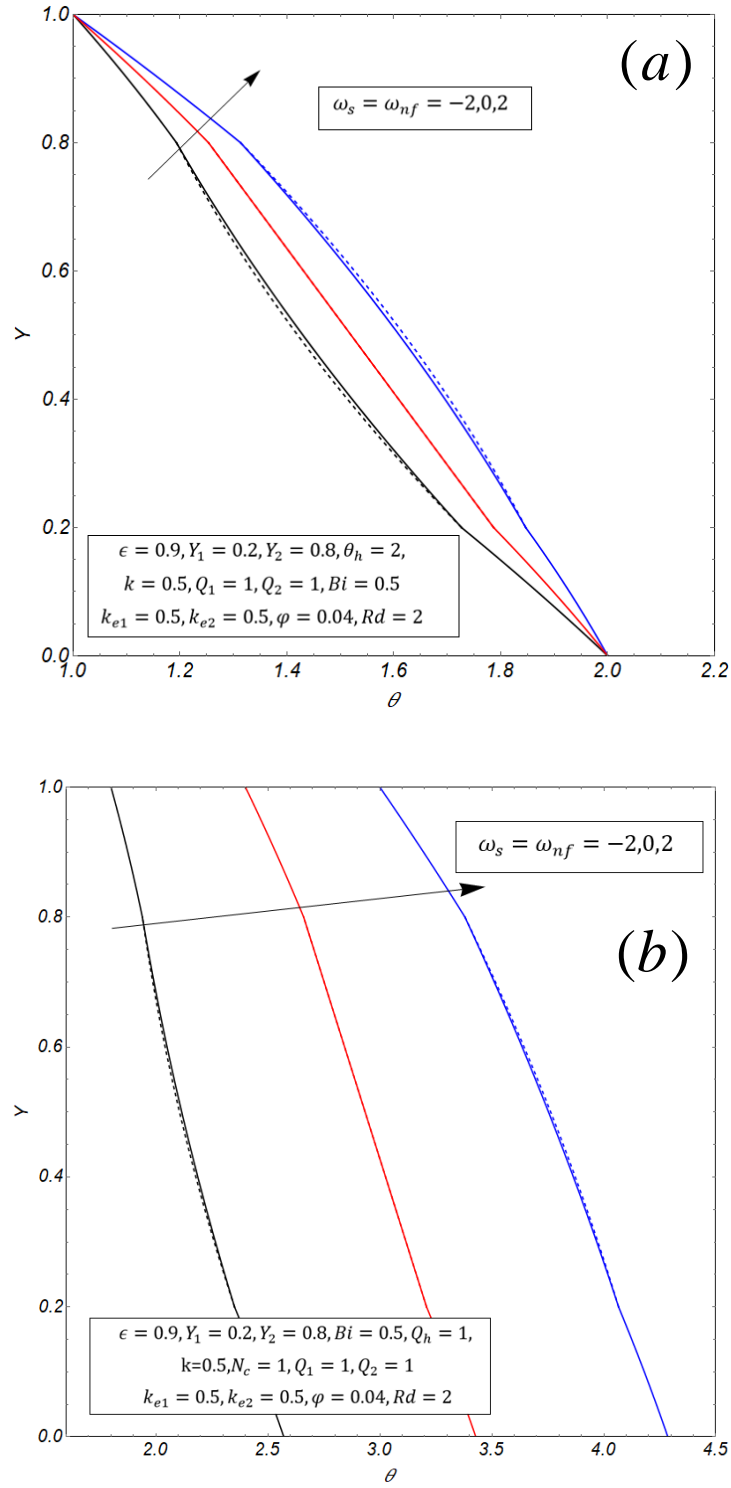 1.0
(a)
ω_s = ω_nf = −2,0,2
0.8
0.6
Y
0.4
ϵ = 0.9, Y_1 = 0.2, Y_2 = 0.8, θ_h = 2,
0.2
k = 0.5, Q_1 = 1, Q_2 = 1, Bi = 0.5
k_e1 = 0.5, k_e2 = 0.5, φ = 0.04, Rd = 2
0.0
1.0 1.2 1.4 1.6 1.8 2.0 2.2
θ
1.0
ω_s = ω_nf = −2,0,2
0.8
(b)
0.6
Y
0.4
0.2
ϵ = 0.9, Y_1 = 0.2, Y_2 = 0.8, Bi = 0.5, Q_h = 1,
k=0.5,N_c = 1, Q_1 = 1, Q_2 = 1
k_e1 = 0.5, k_e2 = 0.5, φ = 0.04, Rd = 2
0.0
2.0 2.5 3.0 3.5 4.0 4.5
θ